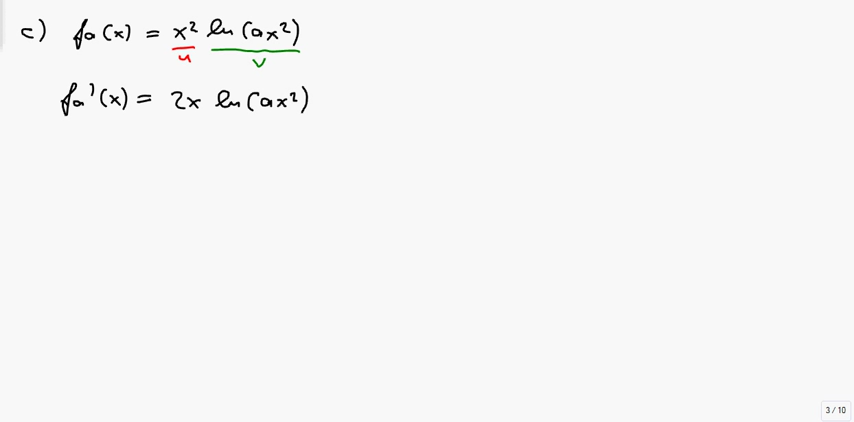 c) fa(x) = x² ln(ax²)
u
v
fa'(x) = 2x ln(ax²)
3 / 10